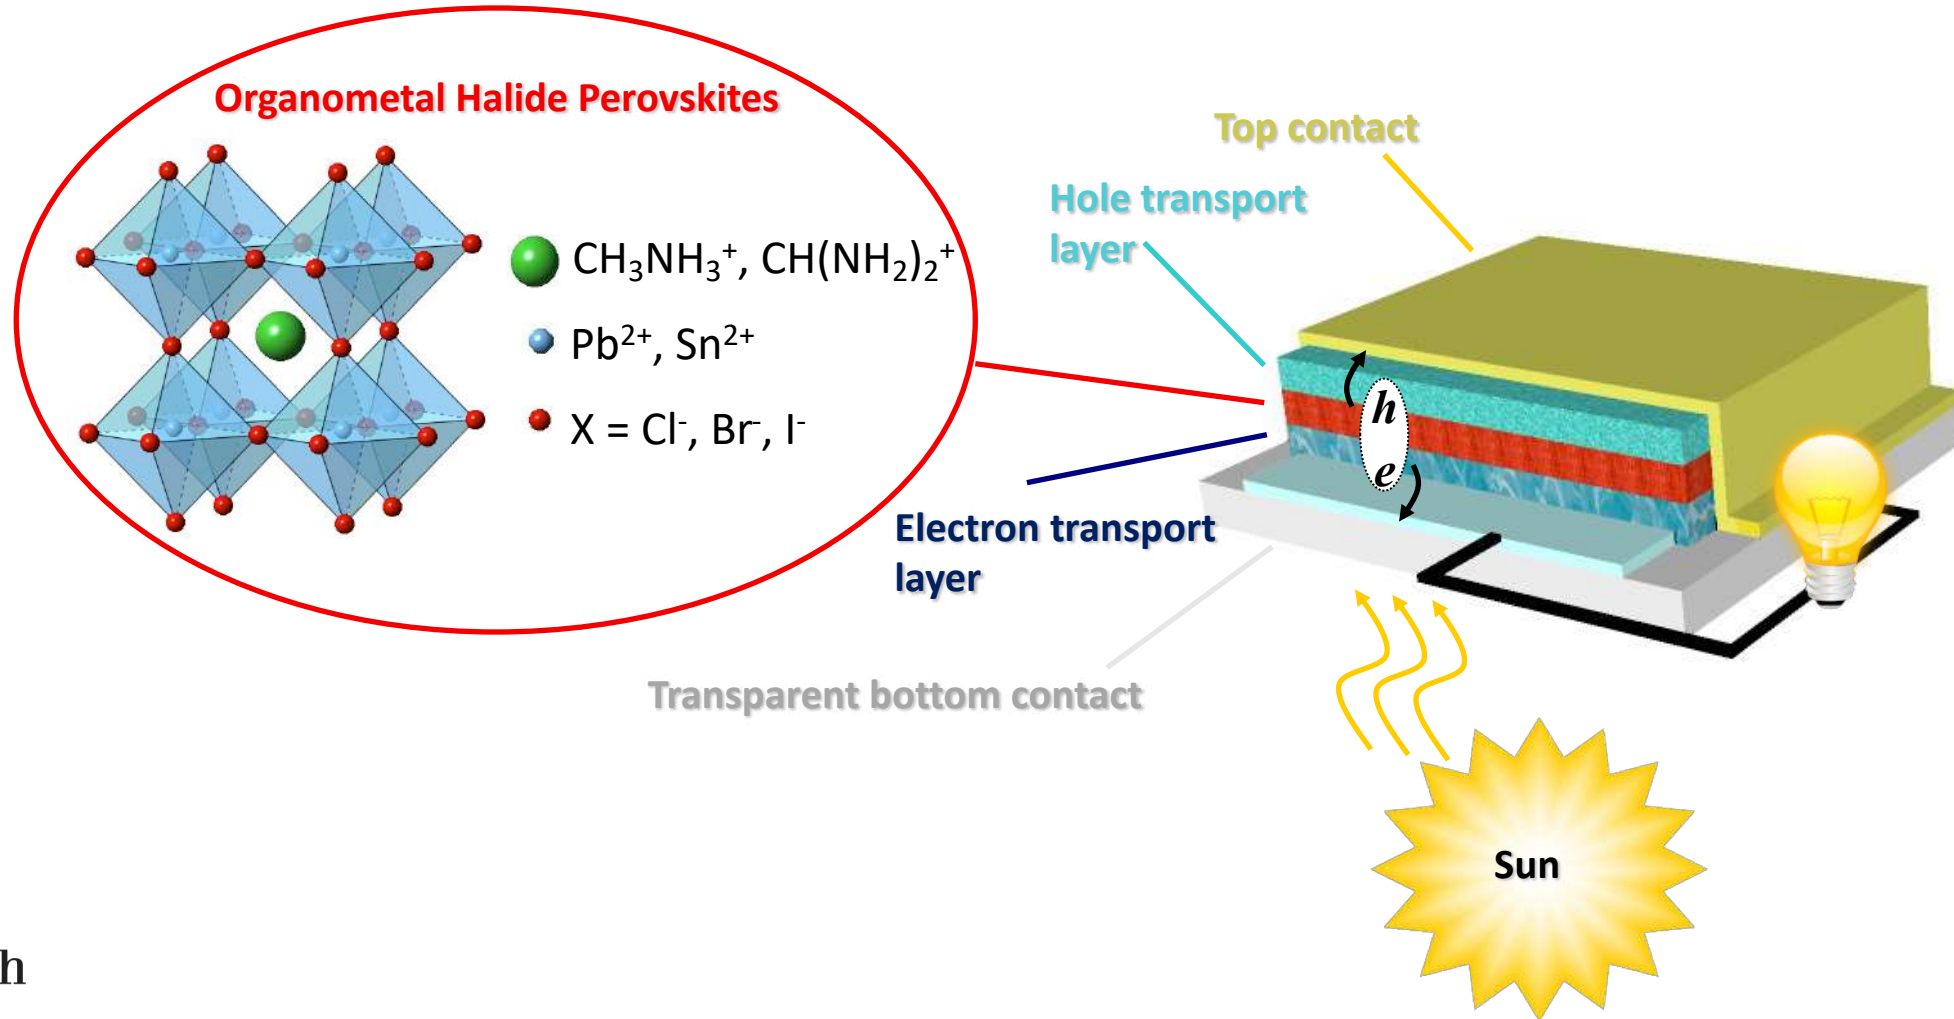 Organometal Halide Perovskites
CH₃NH₃⁺, CH(NH₂)₂⁺
Pb²⁺, Sn²⁺
X = Cl⁻, Br⁻, I⁻
Top contact
Hole transport
layer
h
e
Electron transport
layer
Transparent bottom contact
Sun
h